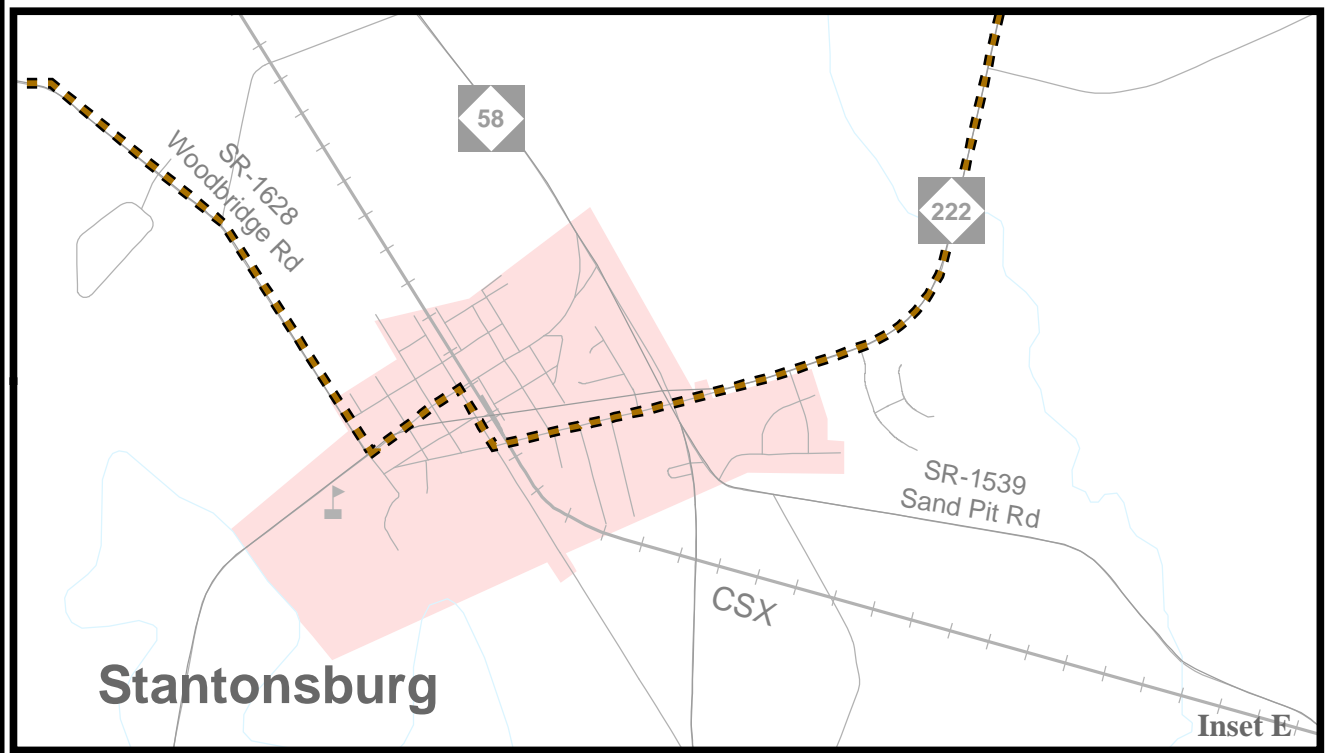 58
SR-1628
Woodbridge Rd
222
SR-1539
Sand Pit Rd
CSX
Stantonsburg
Inset E